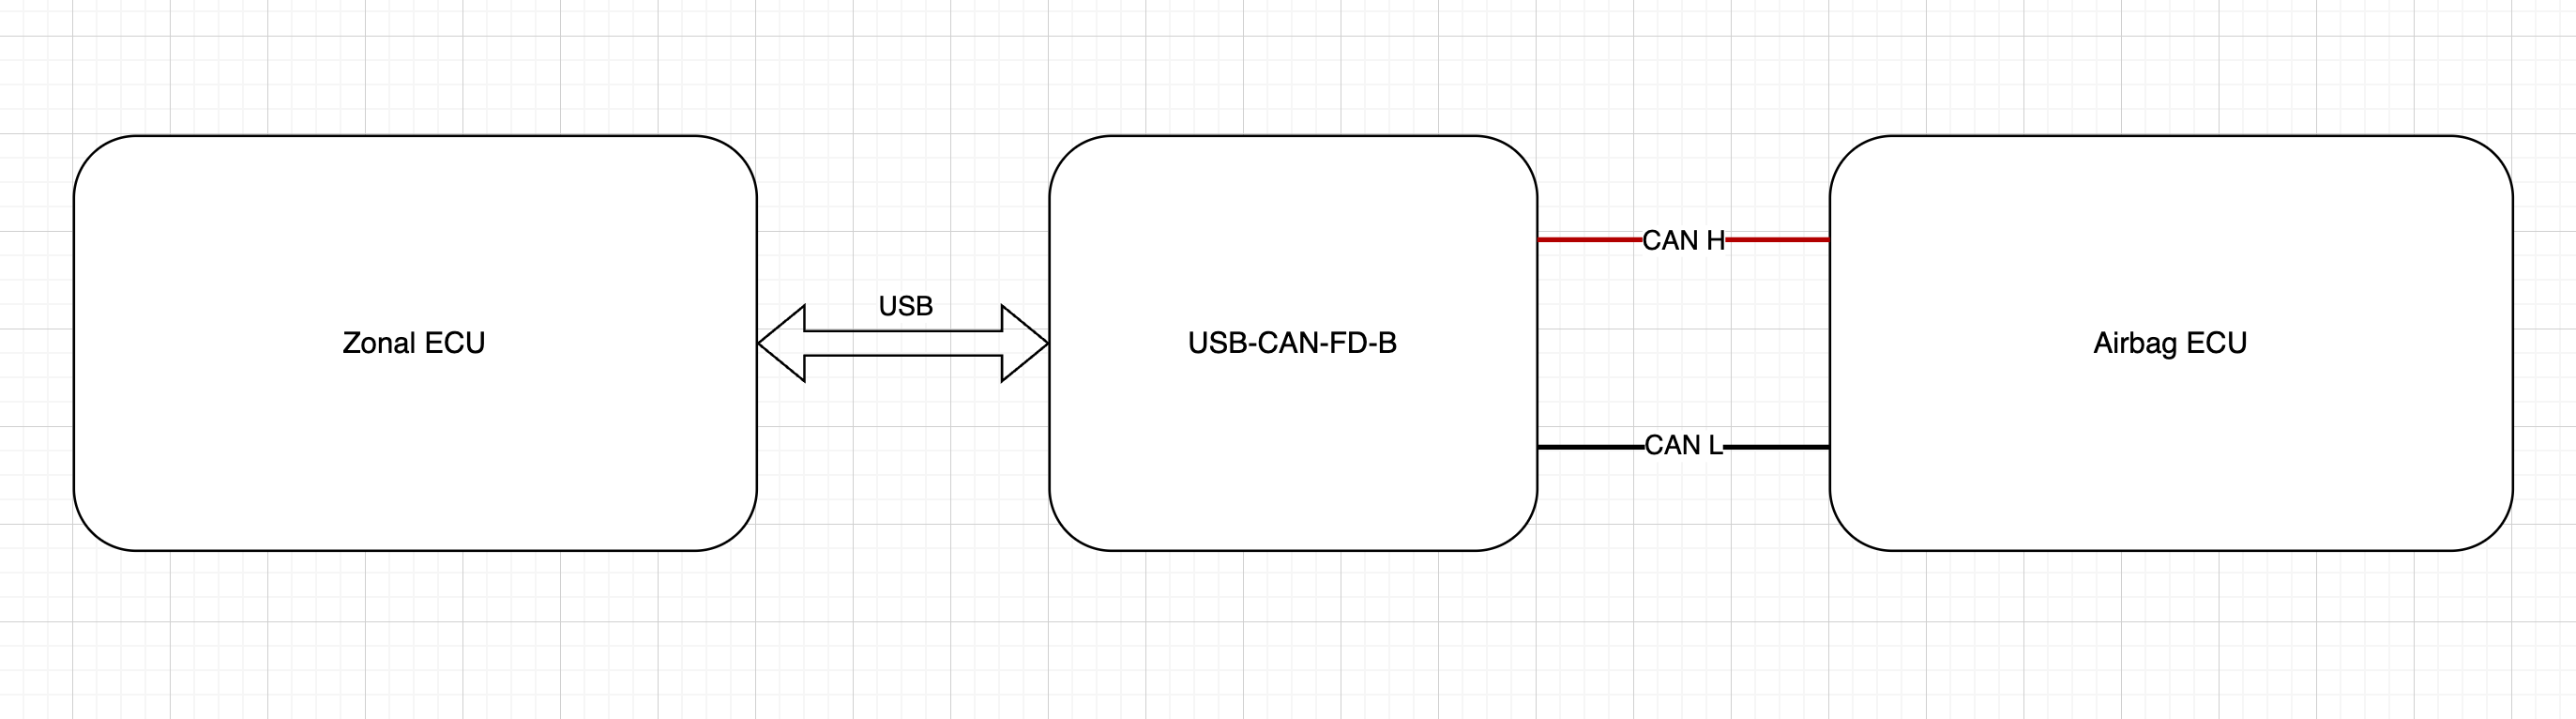 Zonal ECU
USB
USB-CAN-FD-B
CAN H
CAN L
Airbag ECU